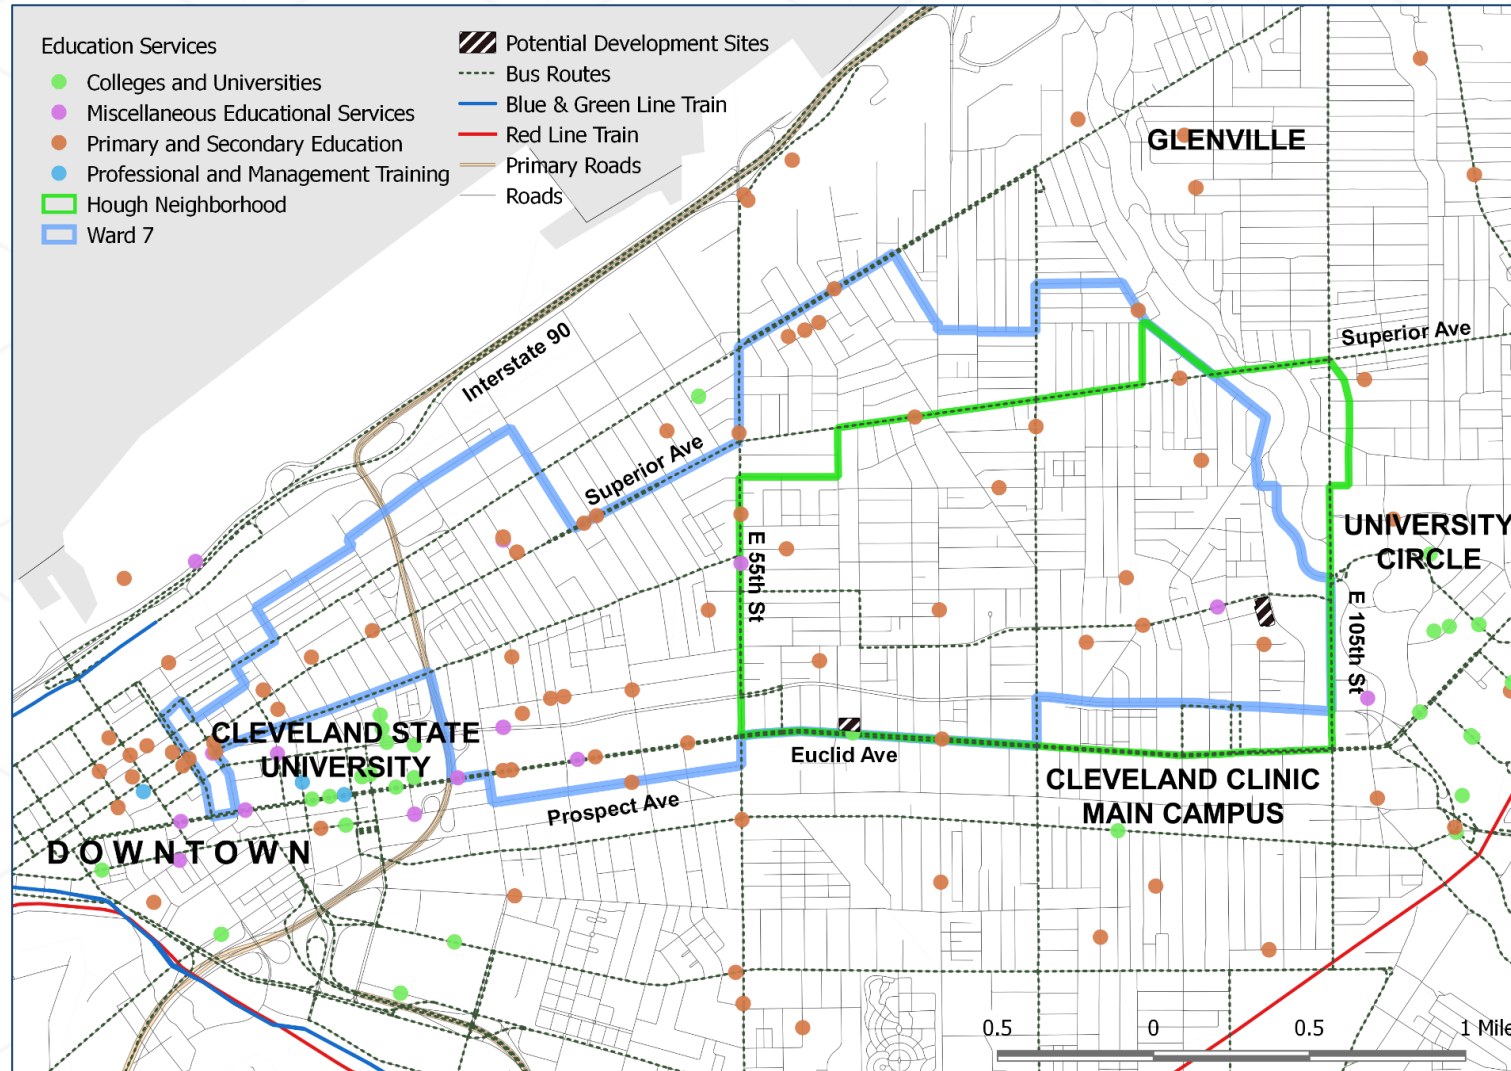 Education Services
Colleges and Universities
Miscellaneous Educational Services
Primary and Secondary Education
Professional and Management Training
Hough Neighborhood
Ward 7
Potential Development Sites
Bus Routes
Blue & Green Line Train
Red Line Train
Primary Roads
Roads
GLENVILLE
Interstate 90
Superior Ave
Superior Ave
UNIVERSITY
CIRCLE
E 55th St
E 105th St
CLEVELAND STATE
UNIVERSITY
Euclid Ave
CLEVELAND CLINIC
MAIN CAMPUS
Prospect Ave
DOWNTOWN
0.5 0 0.5 1 Mile